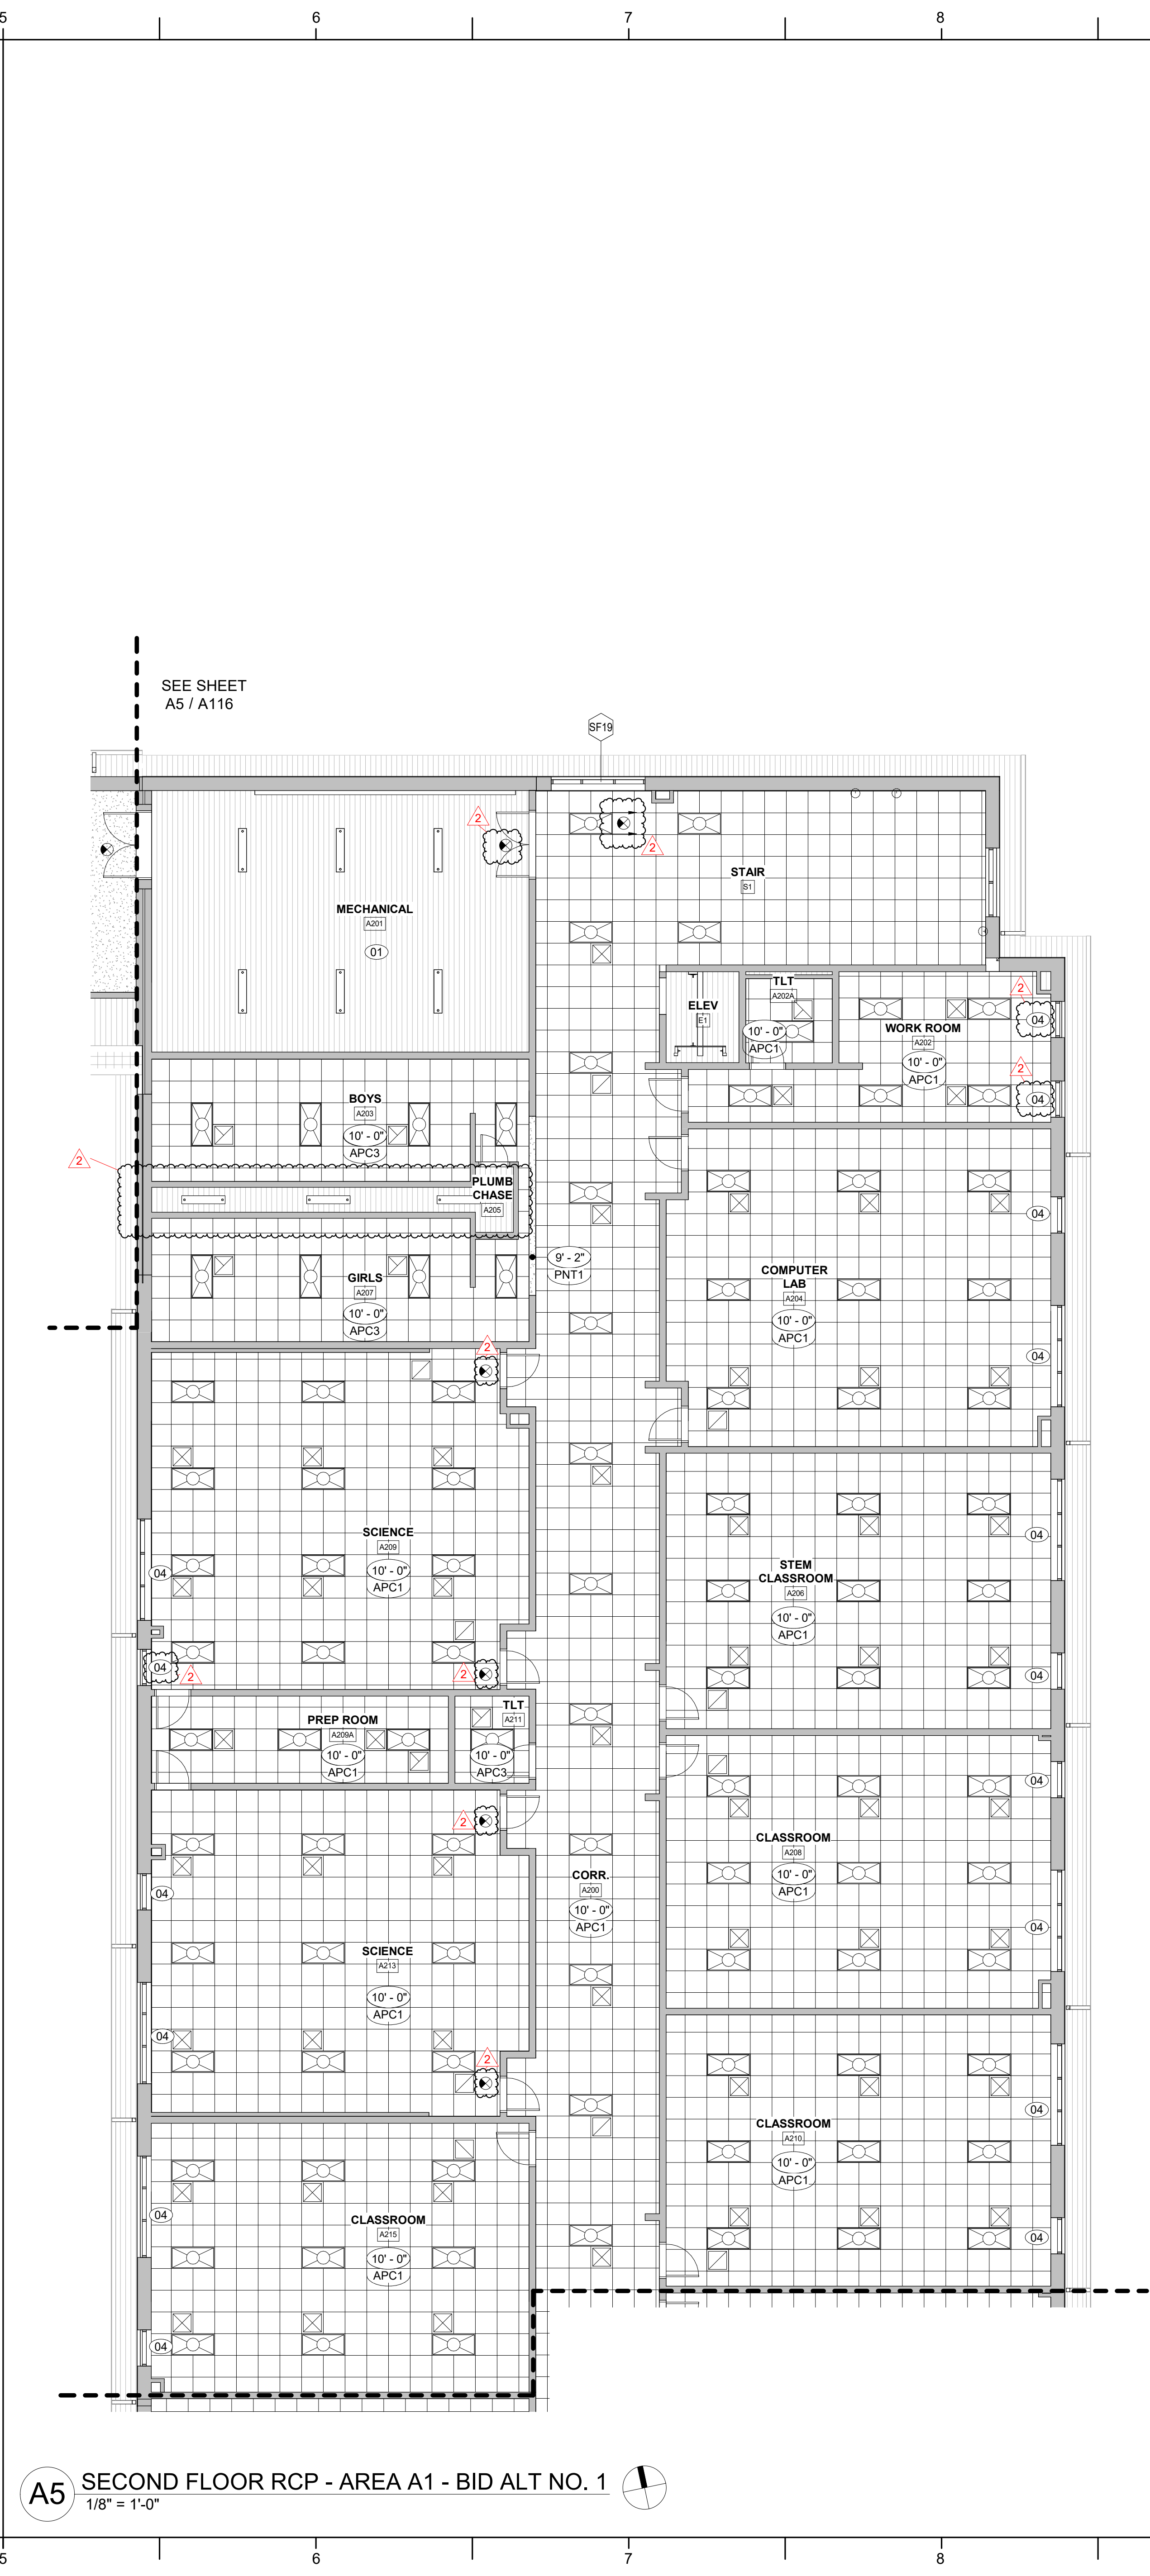 5
6
7
8
SEE SHEET
A5 / A116
SF19
2
2
STAIR
S1
MECHANICAL
A201
01
TLT
A202A
10' - 0"
APC1
ELEV
E1
2
04
WORK ROOM
A202
10' - 0"
APC1
2
04
BOYS
A203
10' - 0"
APC3
2
PLUMB
CHASE
A205
04
9' - 2"
PNT1
GIRLS
A207
10' - 0"
APC3
COMPUTER
LAB
A204
10' - 0"
APC1
2
04
SCIENCE
A209
10' - 0"
APC1
04
04
STEM
CLASSROOM
A206
10' - 0"
APC1
04
2
2
04
TLT
A211
10' - 0"
APC3
PREP ROOM
A209A
10' - 0"
APC1
04
2
CLASSROOM
A208
10' - 0"
APC1
CORR.
A200
10' - 0"
APC1
04
04
SCIENCE
A213
10' - 0"
APC1
04
2
04
CLASSROOM
A210
10' - 0"
APC1
04
CLASSROOM
A215
10' - 0"
APC1
04
04
A5
SECOND FLOOR RCP - AREA A1 - BID ALT NO. 1
1/8" = 1'-0"
5
6
7
8